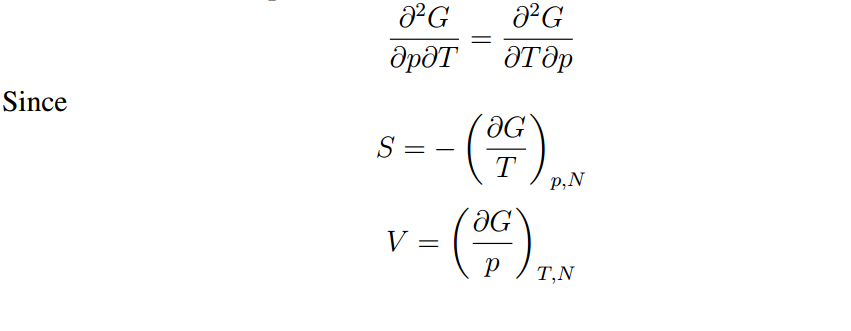 ∂²G/∂p∂T = ∂²G/∂T∂p
Since
S = −(∂G/T)_{p,N}
V = (∂G/p)_{T,N}